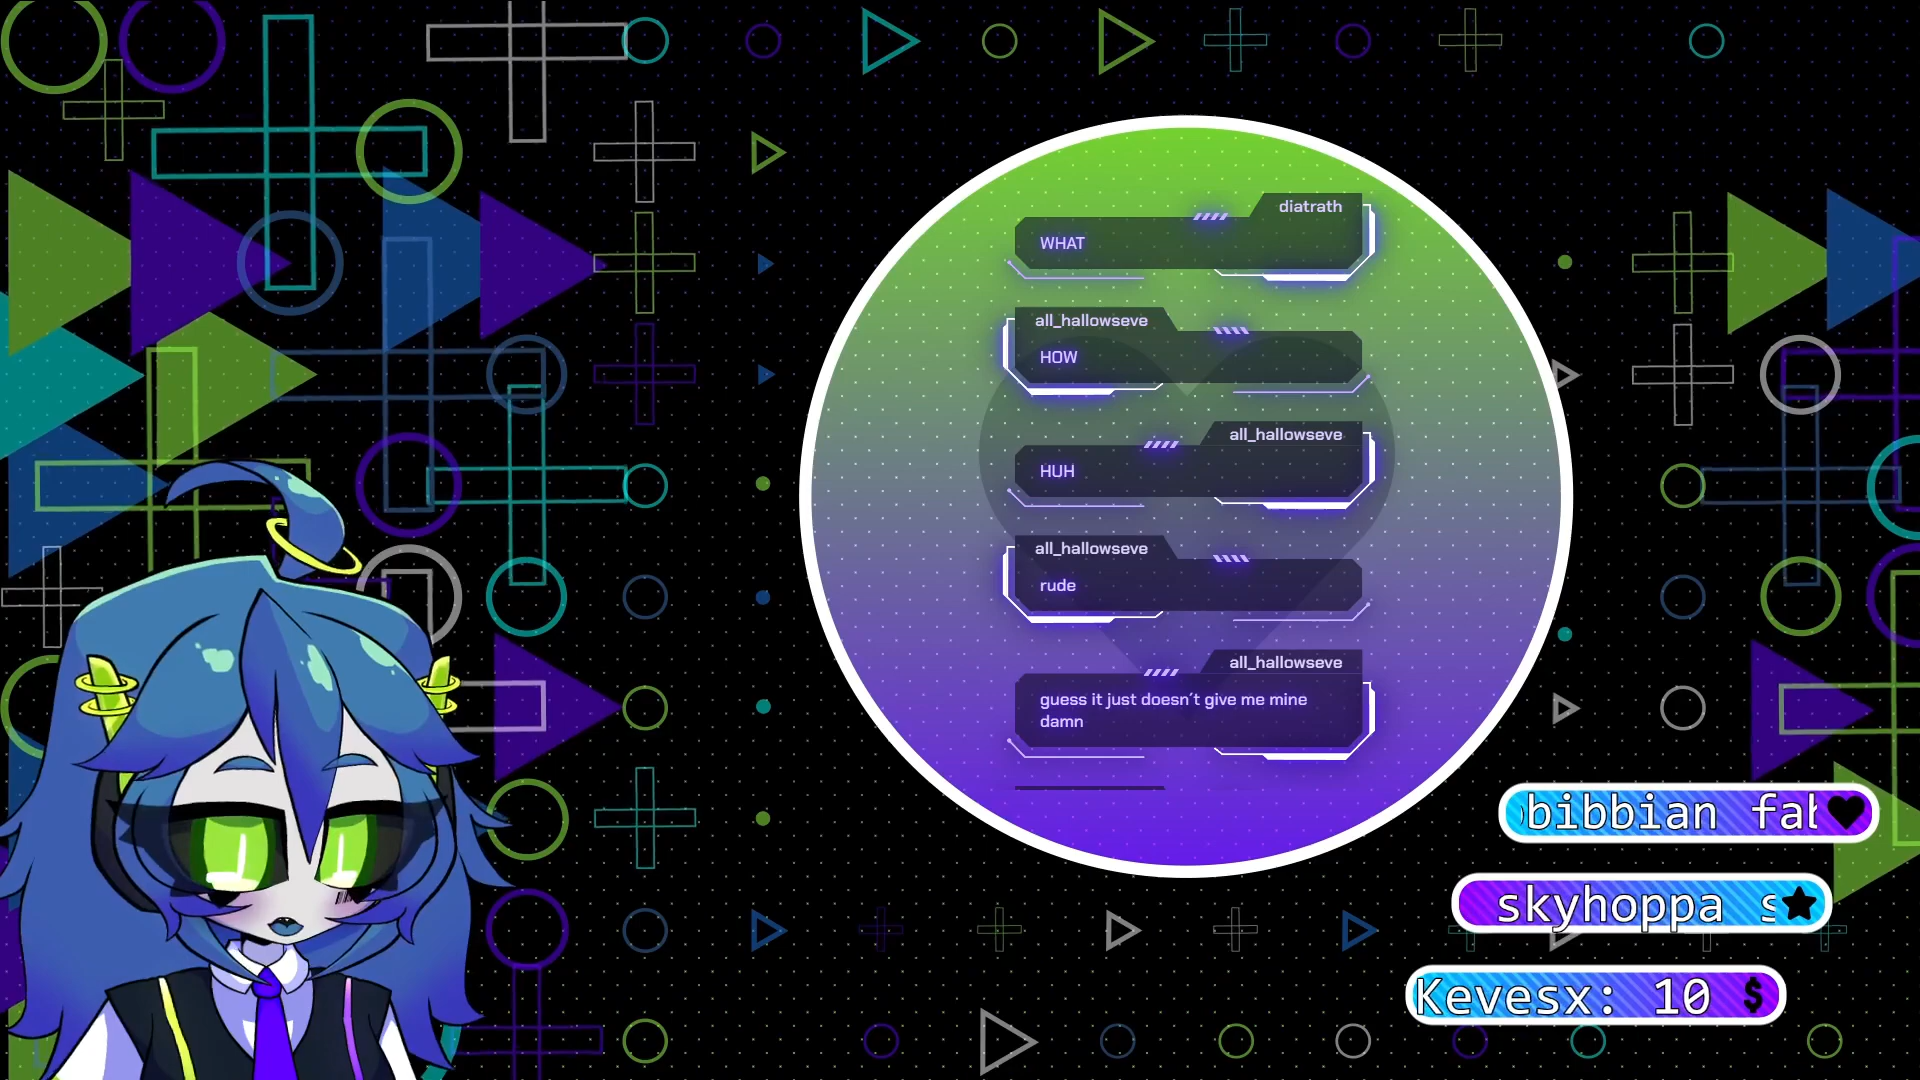 diatrath
WHAT
all_hallowseve
HOW
all_hallowseve
HUH
all_hallowseve
rude
all_hallowseve
guess it just doesn't give me mine
damn
bibbian
skyhoppa
Kevesx: 10 $